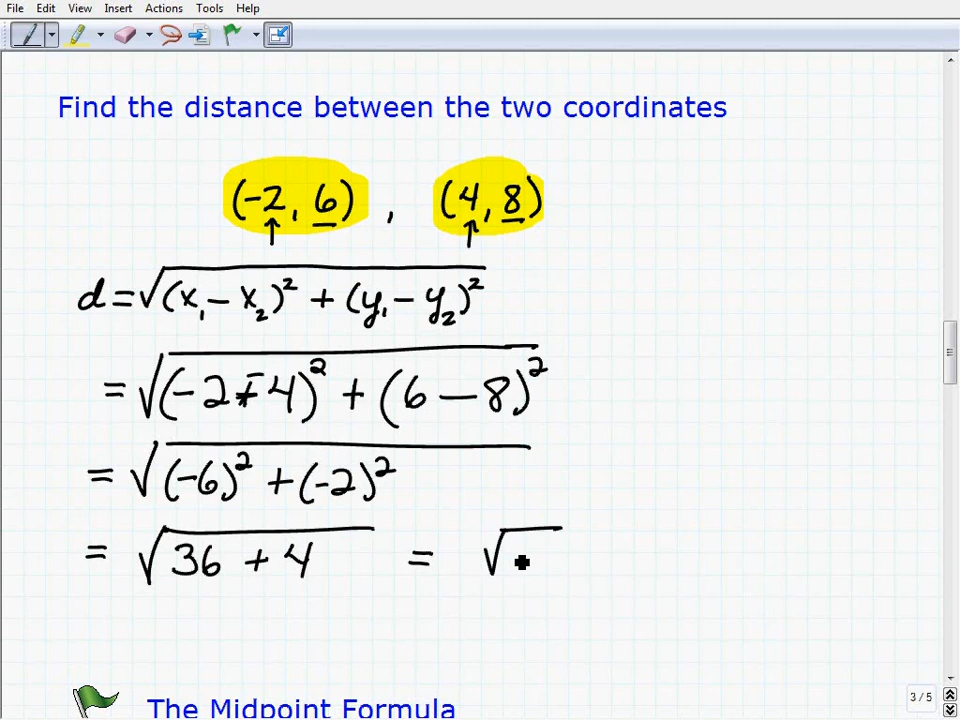 File Edit View Insert Actions Tools Help
Find the distance between the two coordinates
(-2, 6) , (4, 8)
d = √(x₁ - x₂)² + (y₁ - y₂)²
= √(-2 + -4)² + (6 - 8)²
= √(-6)² + (-2)²
= √36 + 4 = √
3 / 5
The Midpoint Formula